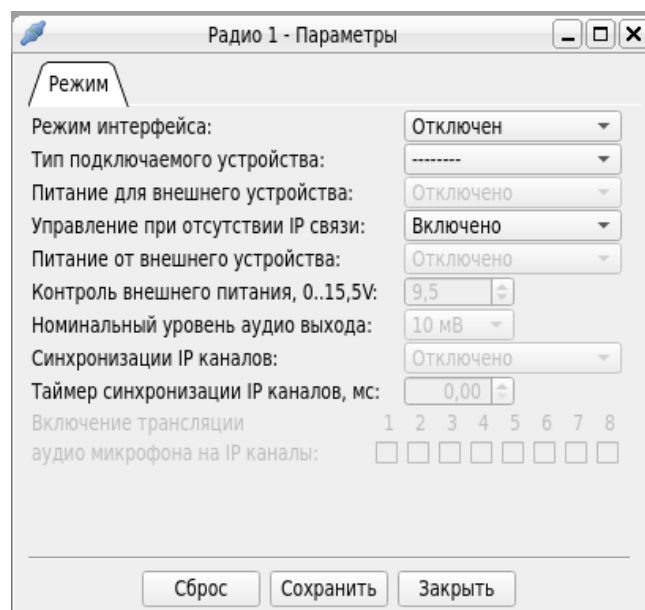 Радио 1 - Параметры
Режим
Режим интерфейса: Отключен
Тип подключаемого устройства: --------
Питание для внешнего устройства: Отключено
Управление при отсутствии IP связи: Включено
Питание от внешнего устройства: Отключено
Контроль внешнего питания, 0..15,5V: 9,5
Номинальный уровень аудио выхода: 10 мВ
Синхронизации IP каналов: Отключено
Таймер синхронизации IP каналов, мс: 0,00
Включение трансляции 1 2 3 4 5 6 7 8
аудио микрофона на IP каналы:
Сброс Сохранить Закрыть